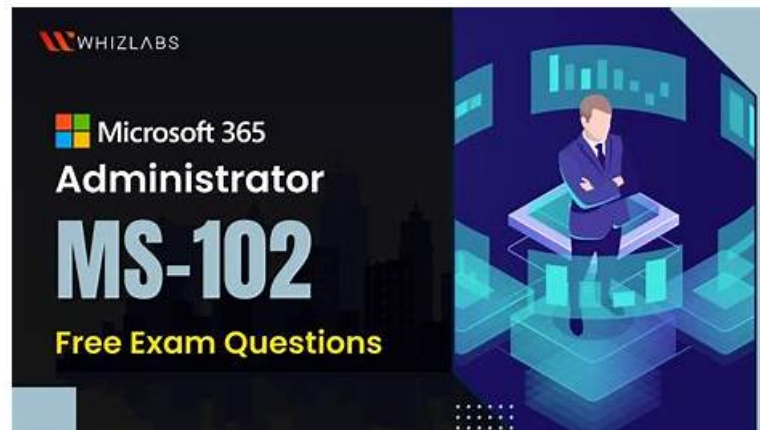 WHIZLABS
Microsoft 365
Administrator
MS-102
Free Exam Questions